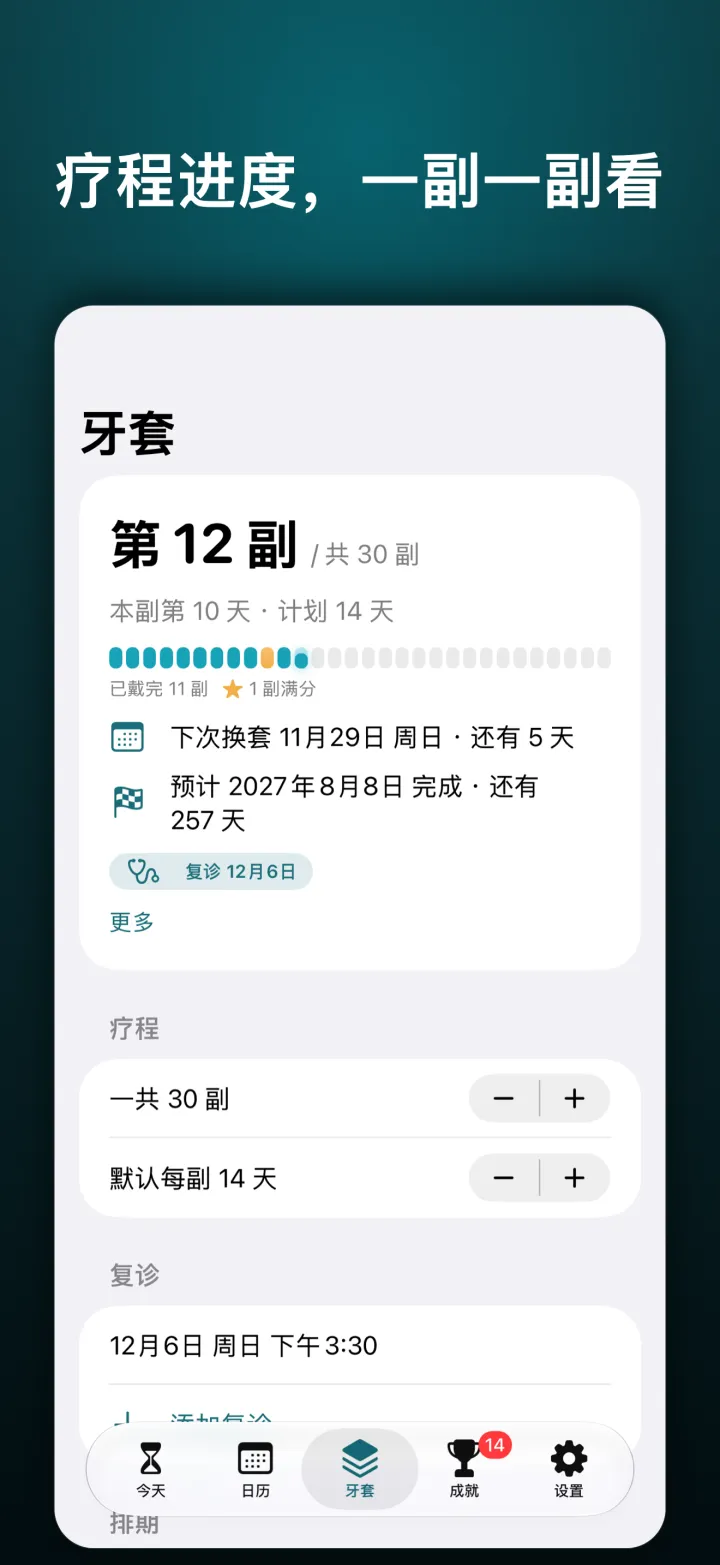 疗程进度，一副一副看
牙套
第 12 副 / 共 30 副
本副第 10 天 · 计划 14 天
已戴完 11 副 1 副满分
下次换套 11月29日 周日 · 还有 5 天
预计 2027年8月8日 完成 · 还有
257 天
复诊 12月6日
更多
疗程
一共 30 副
默认每副 14 天
复诊
12月6日 周日 下午3:30
添加复诊
14
今天 日历 牙套 成就 设置
排期